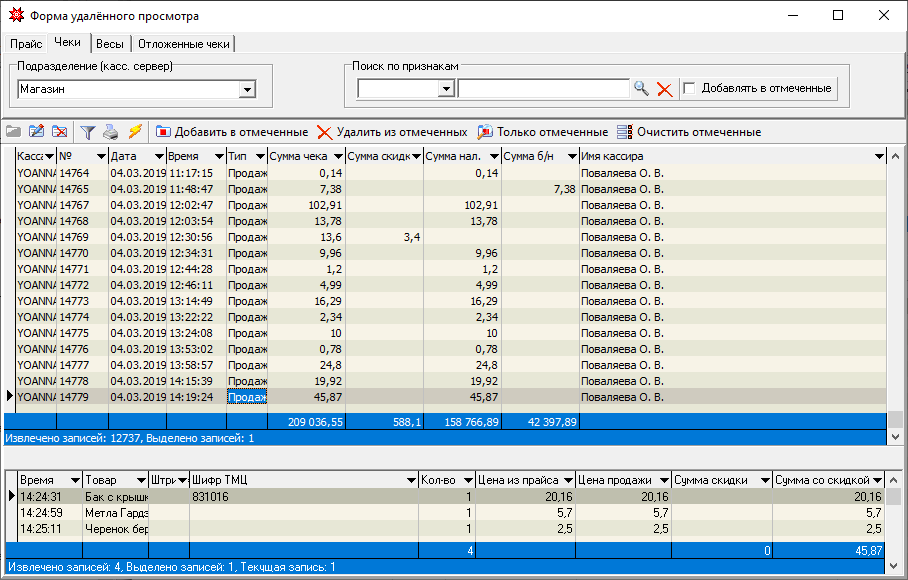 Форма удалённого просмотра
Прайс Чеки Весы Отложенные чеки
Подразделение (касс. сервер) Поиск по признакам
Магазин Добавлять в отмеченные
Добавить в отмеченные Удалить из отмеченных Только отмеченные Очистить отмеченные
Касса № Дата Время Тип Сумма чека Сумма скидк Сумма нал. Сумма б/н Имя кассира
YOANNA 14764 04.03.2019 11:17:15 Продаж 0,14 0,14 Поваляева О. В.
YOANNA 14765 04.03.2019 11:48:47 Продаж 7,38 7,38 Поваляева О. В.
YOANNA 14767 04.03.2019 12:02:47 Продаж 102,91 102,91 Поваляева О. В.
YOANNA 14768 04.03.2019 12:03:54 Продаж 13,78 13,78 Поваляева О. В.
YOANNA 14769 04.03.2019 12:30:56 Продаж 13,6 3,4 Поваляева О. В.
YOANNA 14770 04.03.2019 12:34:31 Продаж 9,96 9,96 Поваляева О. В.
YOANNA 14771 04.03.2019 12:44:28 Продаж 1,2 1,2 Поваляева О. В.
YOANNA 14772 04.03.2019 12:46:11 Продаж 4,99 4,99 Поваляева О. В.
YOANNA 14773 04.03.2019 13:14:49 Продаж 16,29 16,29 Поваляева О. В.
YOANNA 14774 04.03.2019 13:22:22 Продаж 2,34 2,34 Поваляева О. В.
YOANNA 14775 04.03.2019 13:24:08 Продаж 10 10 Поваляева О. В.
YOANNA 14776 04.03.2019 13:53:02 Продаж 0,78 0,78 Поваляева О. В.
YOANNA 14777 04.03.2019 13:58:57 Продаж 24,8 24,8 Поваляева О. В.
YOANNA 14778 04.03.2019 14:15:39 Продаж 19,92 19,92 Поваляева О. В.
YOANNA 14779 04.03.2019 14:19:24 Продаж 45,87 45,87 Поваляева О. В.
209 036,55 588,1 158 766,89 42 397,89
Извлечено записей: 12737, Выделено записей: 1
Время Товар Штри Шифр ТМЦ Кол-во Цена из прайса Цена продажи Сумма скидки Сумма со скидкой
14:24:31 Бак с крышк 831016 1 20,16 20,16 20,16
14:24:59 Метла Гардэ 1 5,7 5,7 5,7
14:25:11 Черенок бер 1 2,5 2,5 2,5
4 0 45,87
Извлечено записей: 4, Выделено записей: 1, Текущая запись: 1